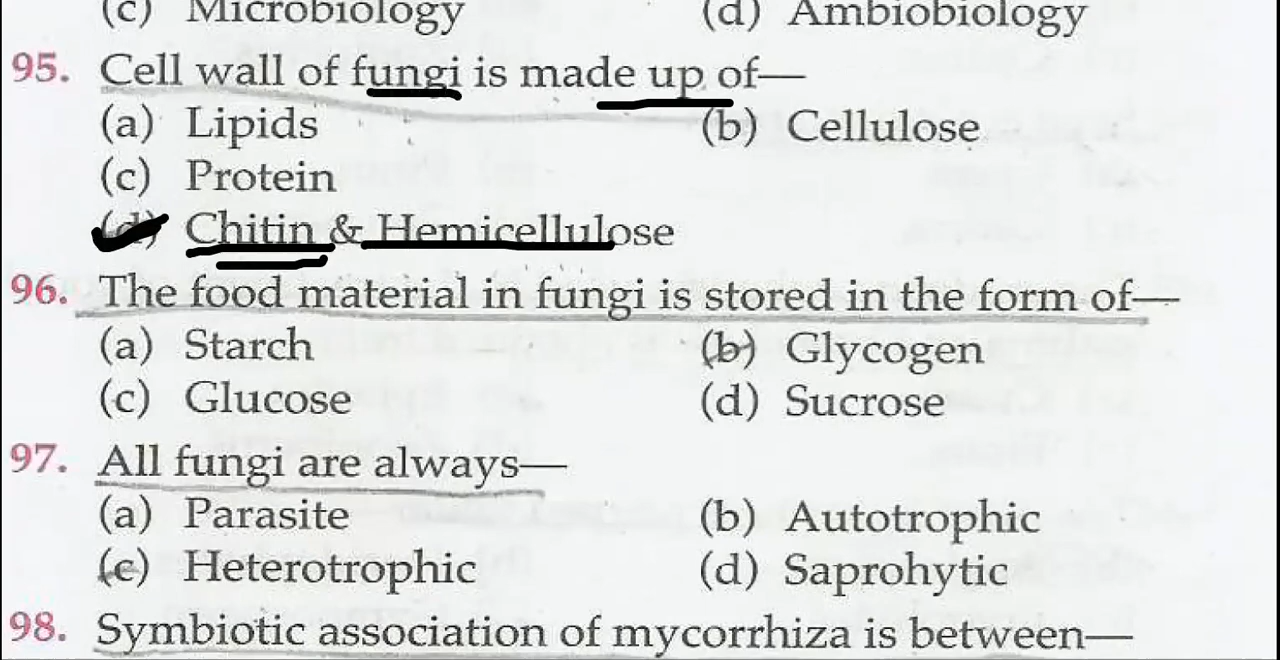 (c) Microbiology (d) Ambiobiology
95. Cell wall of fungi is made up of—
(a) Lipids (b) Cellulose
(c) Protein
(d) Chitin & Hemicellulose
96. The food material in fungi is stored in the form of—
(a) Starch (b) Glycogen
(c) Glucose (d) Sucrose
97. All fungi are always—
(a) Parasite (b) Autotrophic
(c) Heterotrophic (d) Saprohytic
98. Symbiotic association of mycorrhiza is between—